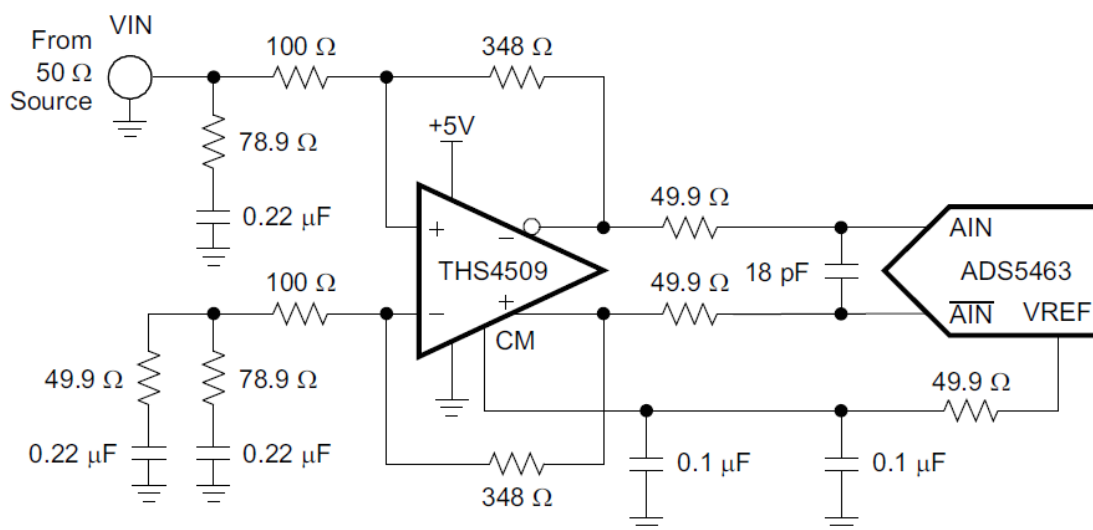 VIN
From
50 Ω
Source
100 Ω
348 Ω
78.9 Ω
+5V
0.22 μF
49.9 Ω
+
−
AIN
THS4509
18 pF
ADS5463
100 Ω
49.9 Ω
−
+
AIN
VREF
CM
49.9 Ω
78.9 Ω
49.9 Ω
0.22 μF
0.22 μF
0.1 μF
0.1 μF
348 Ω